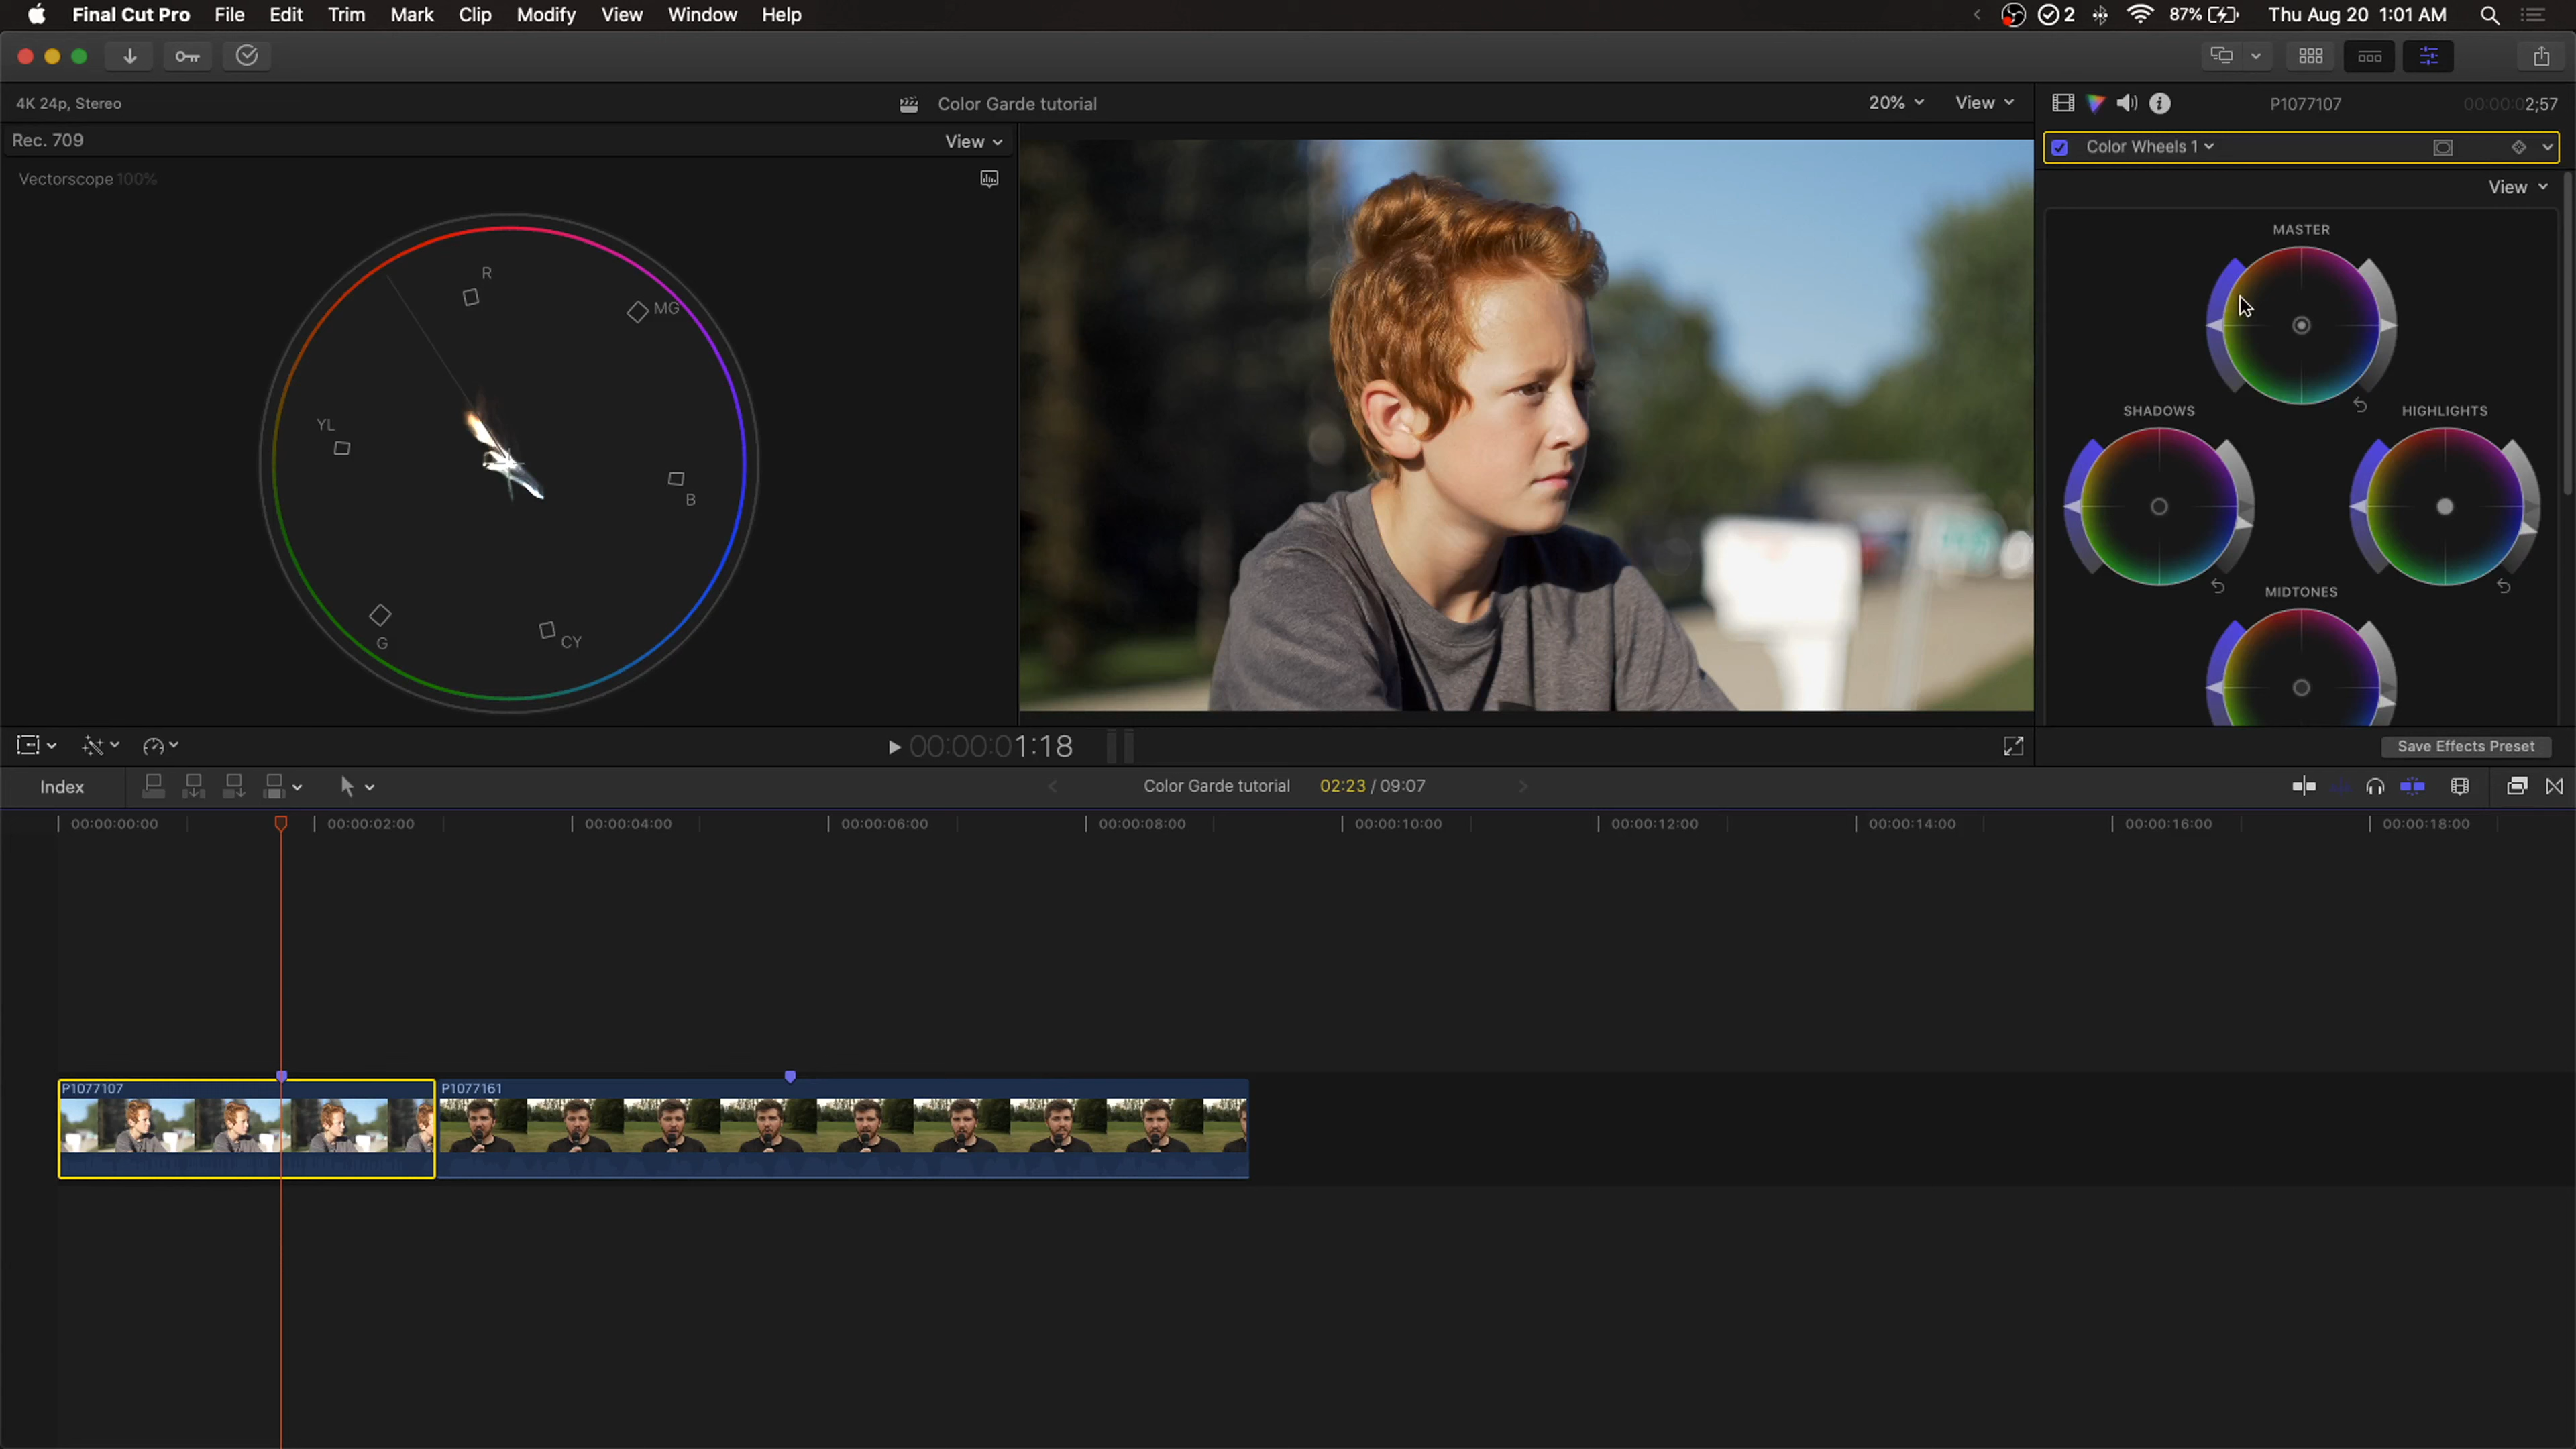 Final Cut Pro File Edit Trim Mark Clip Modify View Window Help 2 87% Thu Aug 20 1:01 AM
4K 24p, Stereo Color Garde tutorial 20% View P1077107 00:00:02;57
Rec. 709 View Color Wheels 1
Vectorscope 100% View
MASTER
R
MG
SHADOWS HIGHLIGHTS
YL
B
MIDTONES
G CY
00:00:01:18 Save Effects Preset
Index Color Garde tutorial 02:23 / 09:07
00:00:00:00 00:00:02:00 00:00:04:00 00:00:06:00 00:00:08:00 00:00:10:00 00:00:12:00 00:00:14:00 00:00:16:00 00:00:18:00
P1077107 P1077161